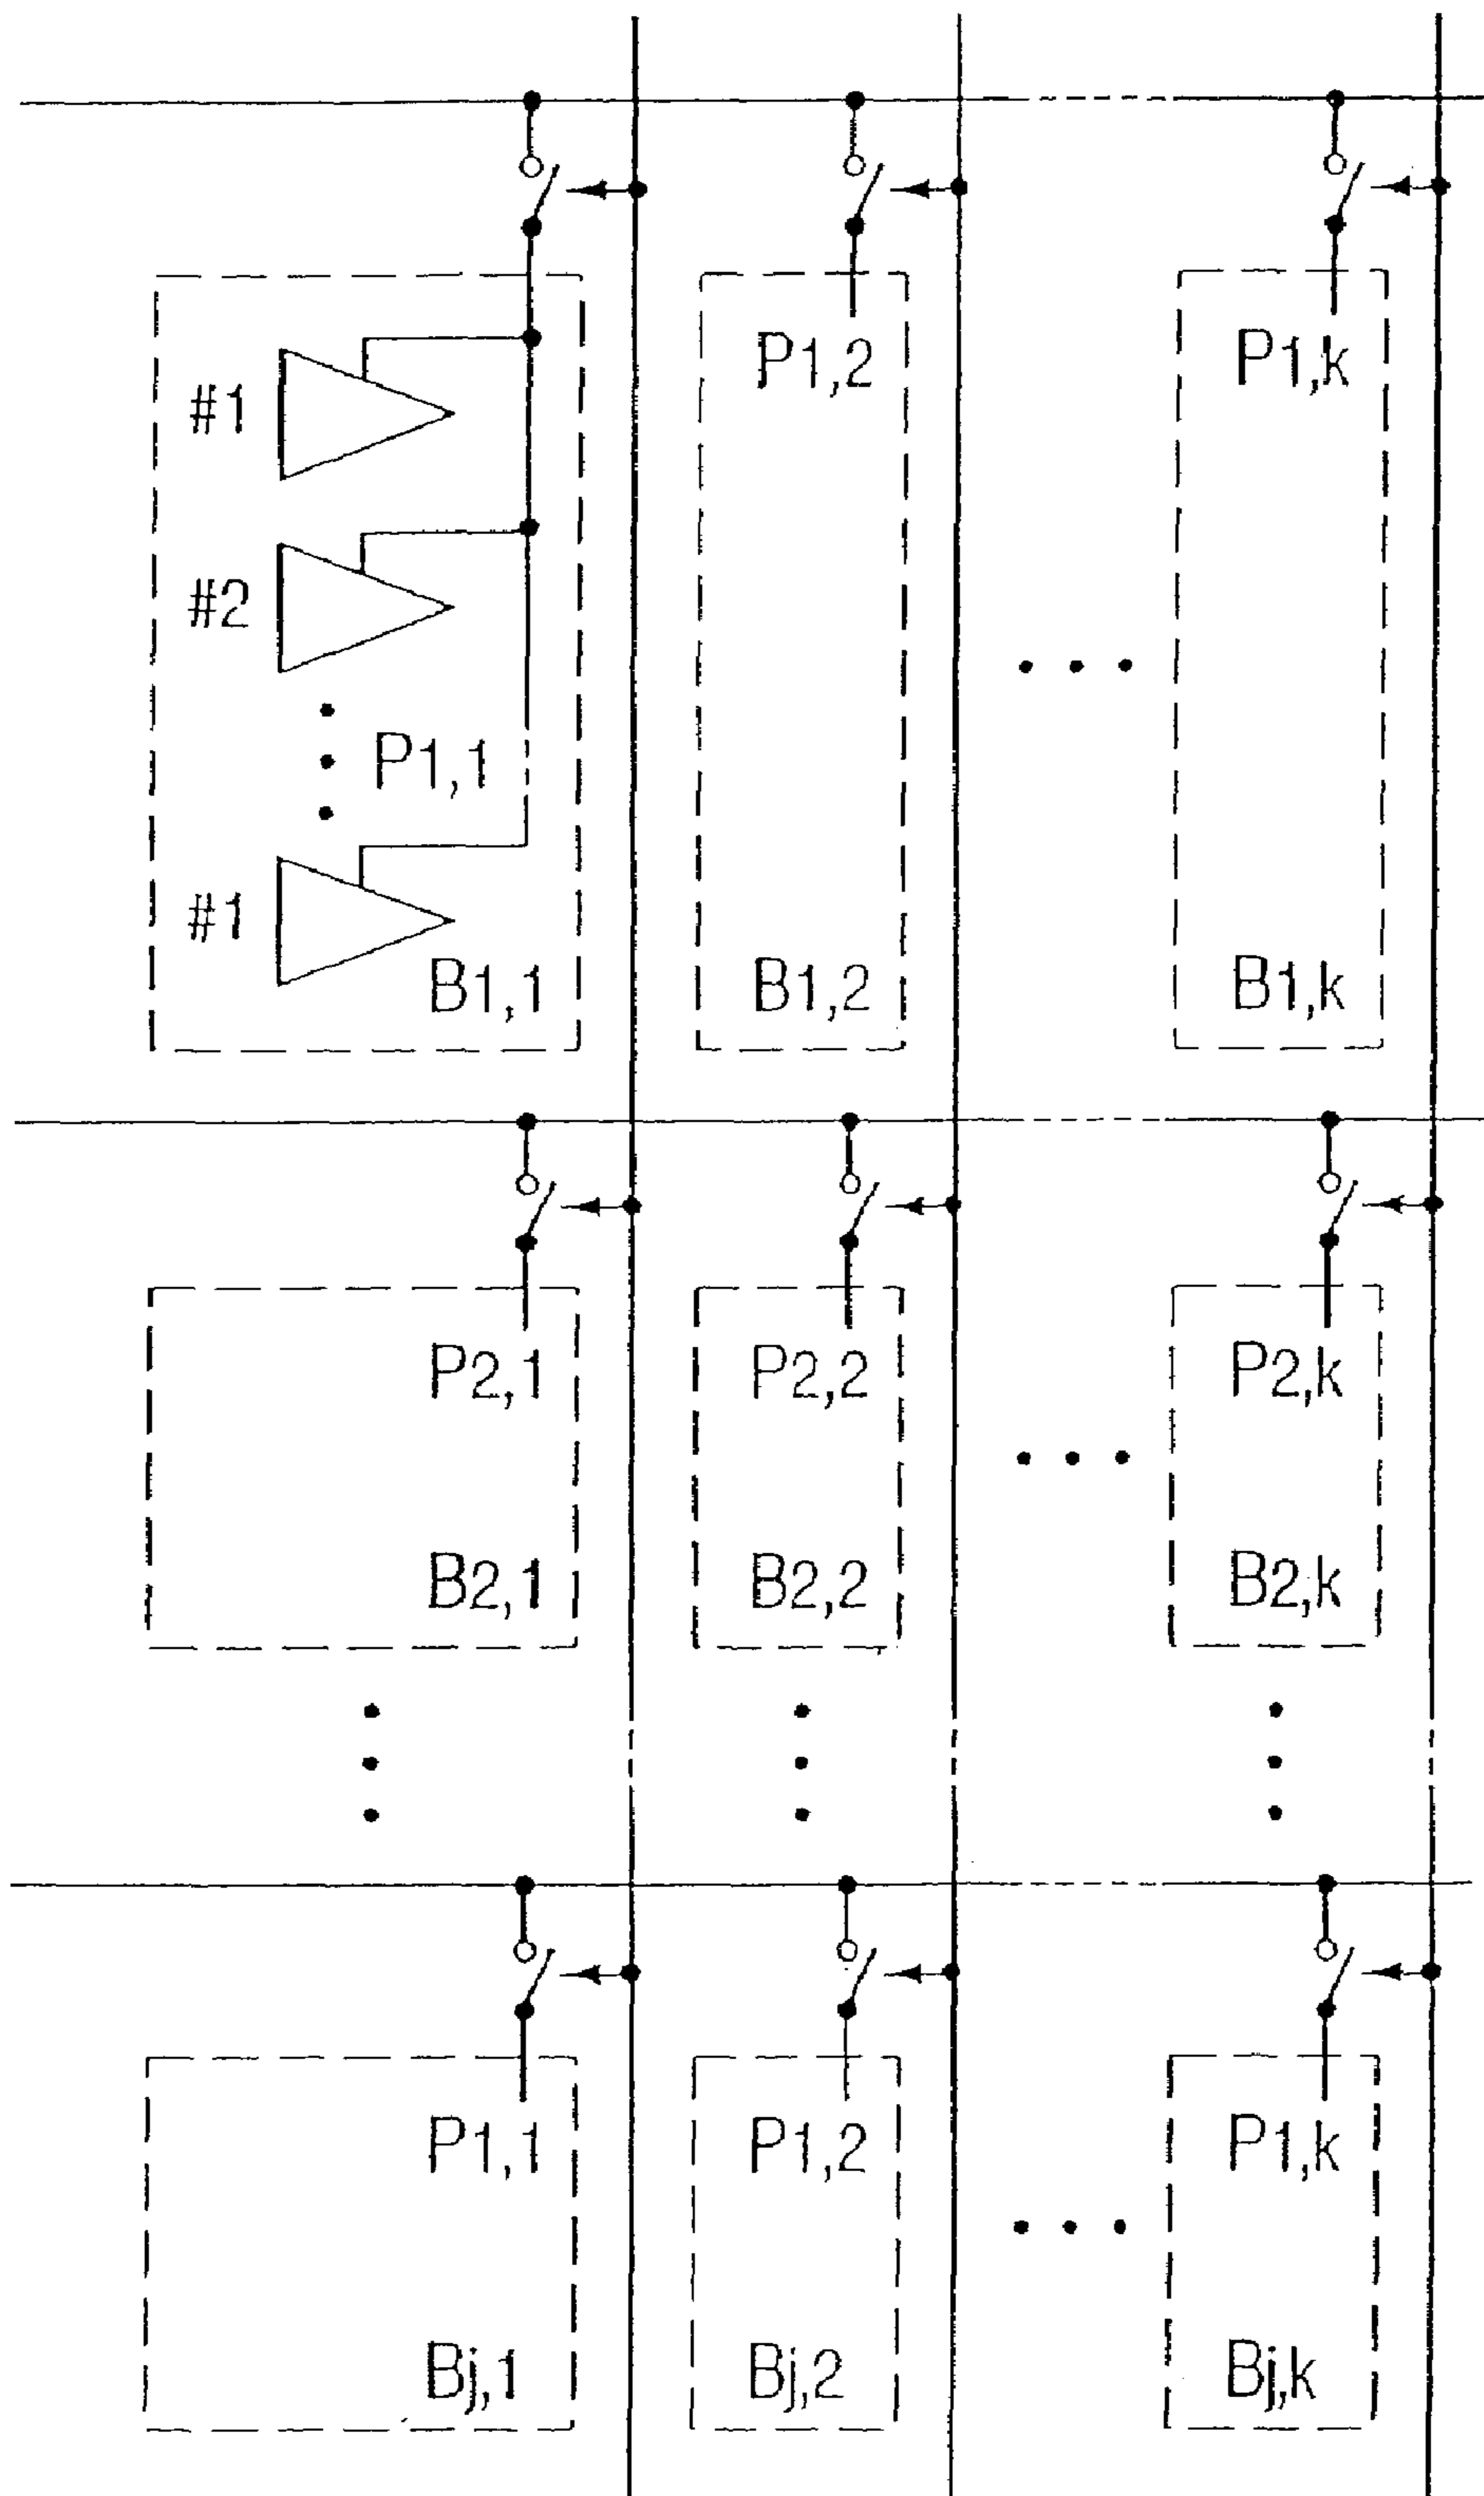 #1
P1,2
P1,k
#2
P1,1
#1
B1,1
B1,2
B1,k
P2,1
P2,2
P2,k
B2,1
B2,2
B2,k
P1,1
P1,2
P1,k
Bj,1
Bj,2
Bj,k